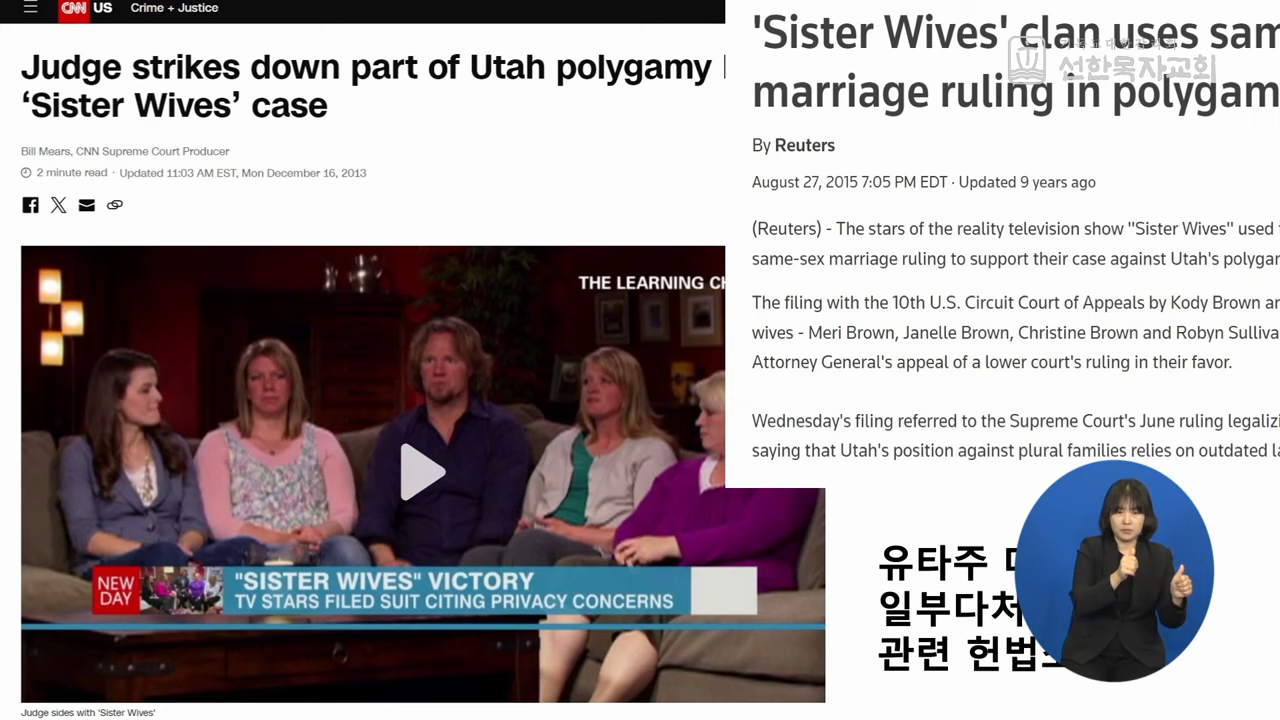 CNN US Crime + Justice
Judge strikes down part of Utah polygamy
‘Sister Wives’ case
Bill Mears, CNN Supreme Court Producer
2 minute read · Updated 11:03 AM EST, Mon December 16, 2013
THE LEARNING
NEW
DAY
"SISTER WIVES" VICTORY
TV STARS FILED SUIT CITING PRIVACY CONCERNS
Judge sides with 'Sister Wives'
'Sister Wives' clan uses
marriage ruling in
By Reuters
August 27, 2015 7:05 PM EDT · Updated 9 years ago
(Reuters) - The stars of the reality television show "Sister Wives" used
same-sex marriage ruling to support their case against Utah's
The filing with the 10th U.S. Circuit Court of Appeals by Kody Brown
wives - Meri Brown, Janelle Brown, Christine Brown and Robyn
Attorney General's appeal of a lower court's ruling in their favor.
Wednesday's filing referred to the Supreme Court's June ruling
saying that Utah's position against plural families relies on outdated
선한목자교회
유타주
일부다처
관련 헌법